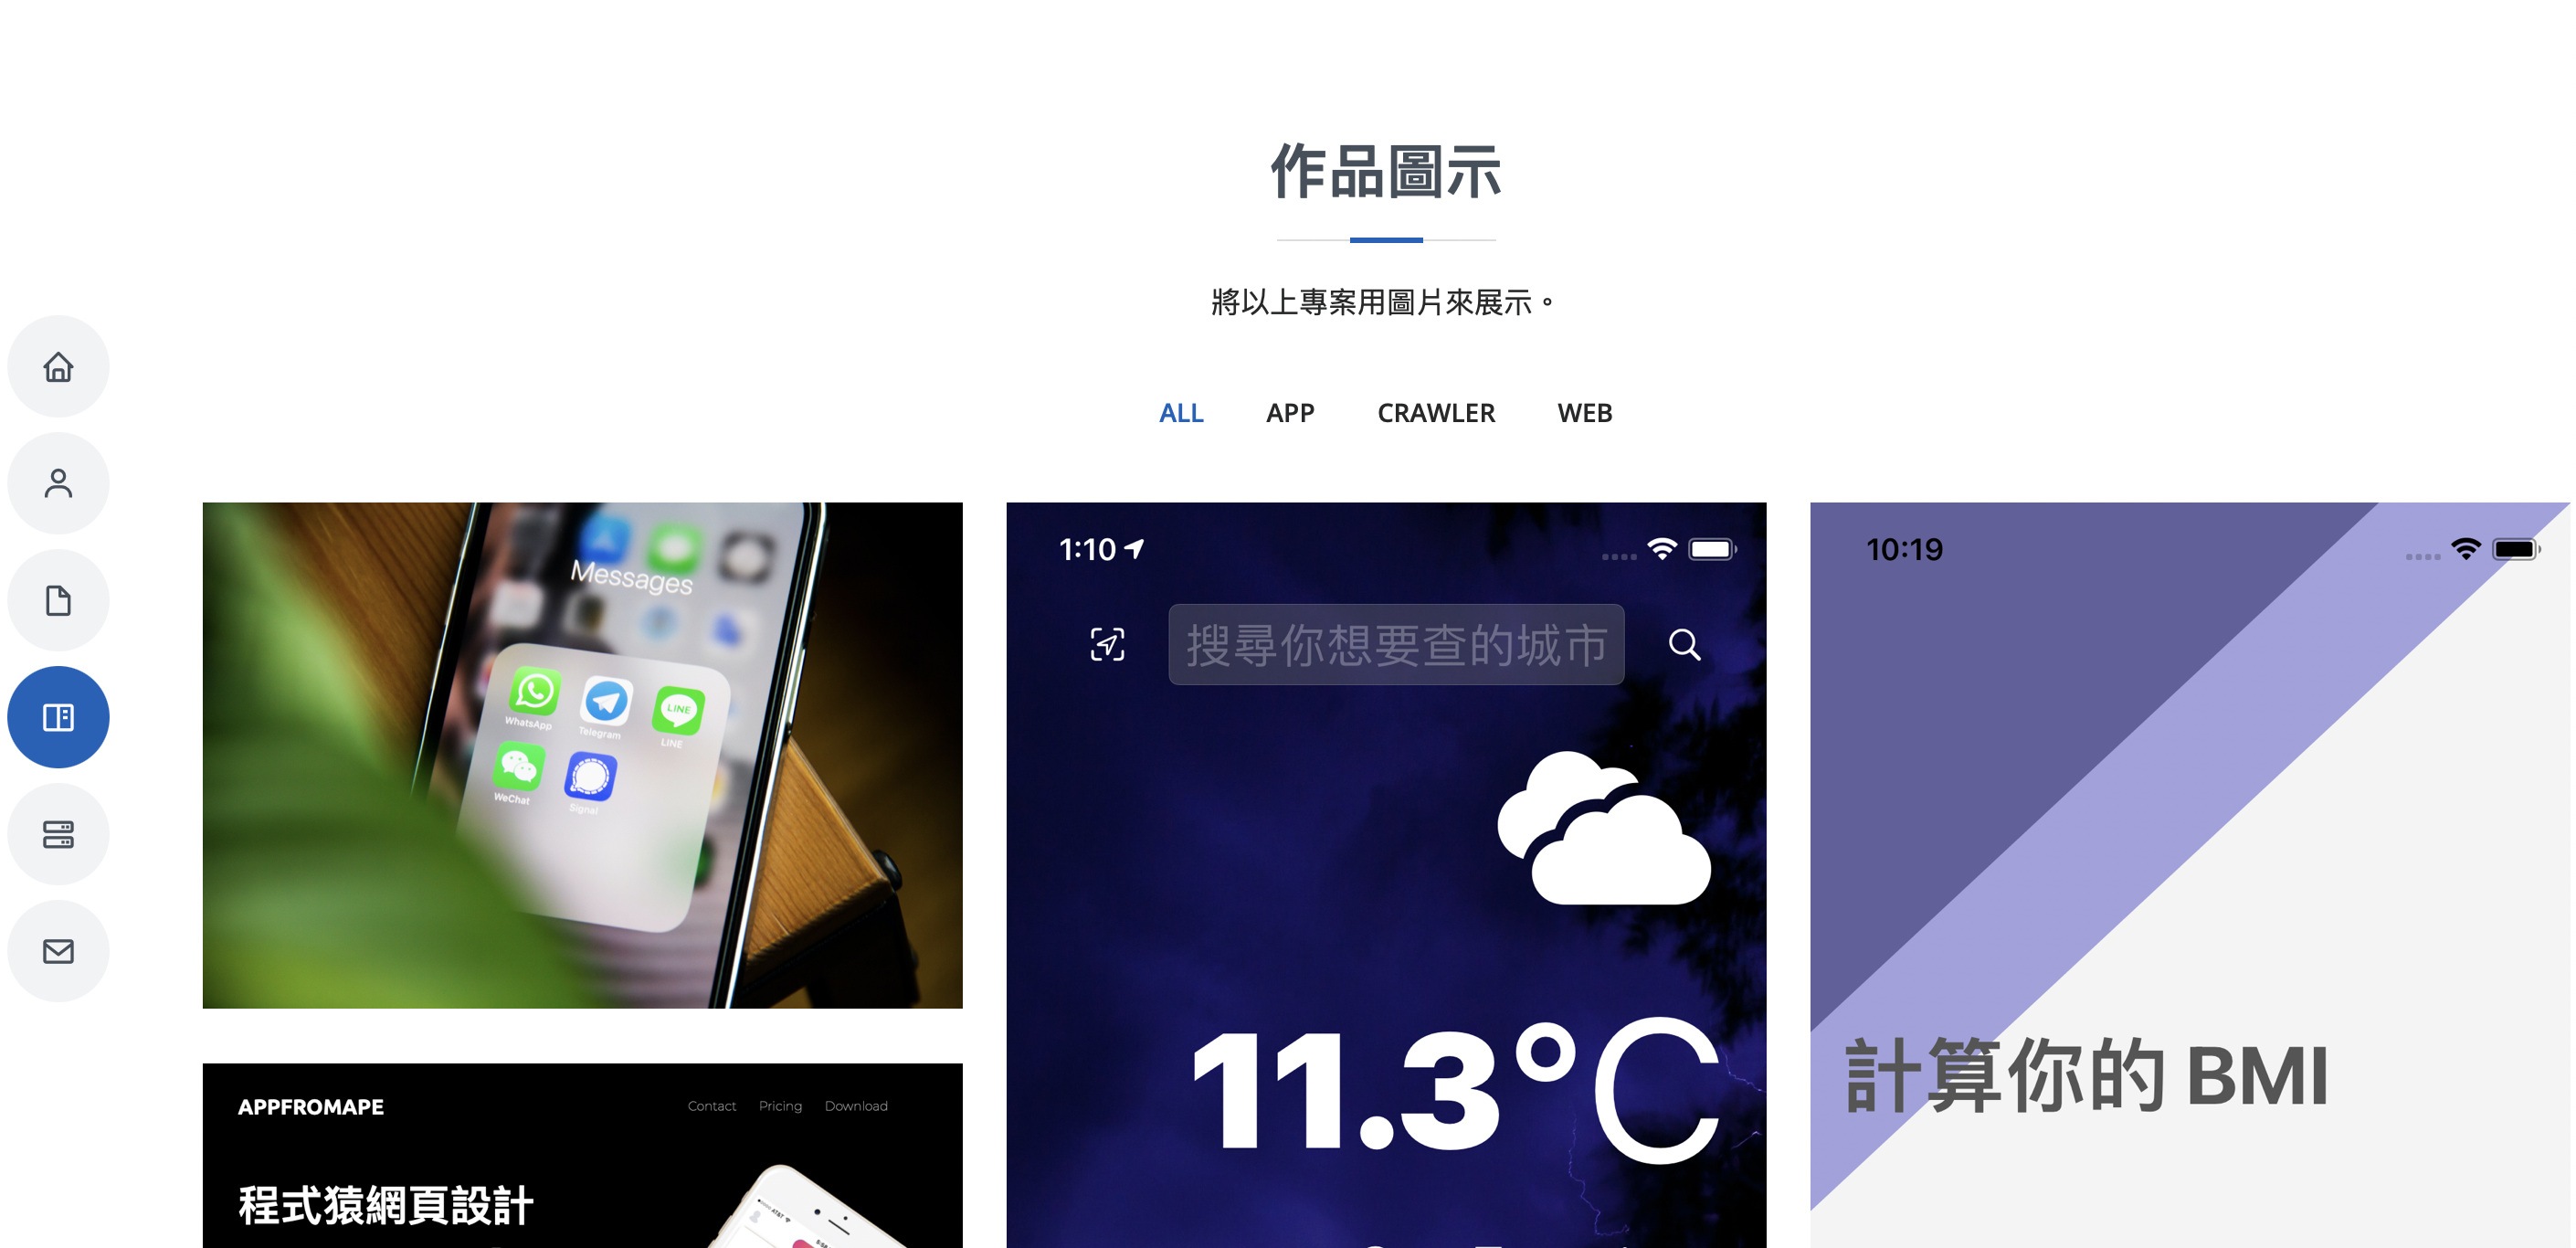 作品圖示
將以上專案用圖片來展示。
ALL APP CRAWLER WEB
Messages
WhatsApp Telegram LINE
LINE
WeChat Signal
1:10
搜尋你想要查的城市
11.3°C
10:19
計算你的 BMI
APPFROMAPE Contact Pricing Download
程式猿網頁設計